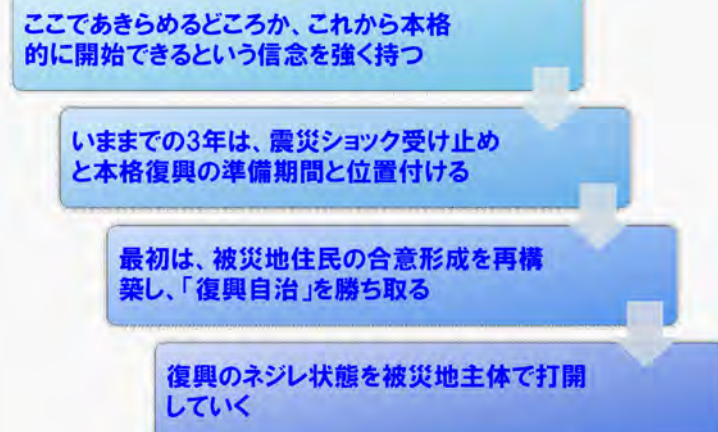 ここであきらめるどころか、これから本格
的に開始できるという信念を強く持つ
いままでの3年は、震災ショック受け止め
と本格復興の準備期間と位置付ける
最初は、被災地住民の合意形成を再構
築し、「復興自治」を勝ち取る
復興のネジレ状態を被災地主体で打開
していく